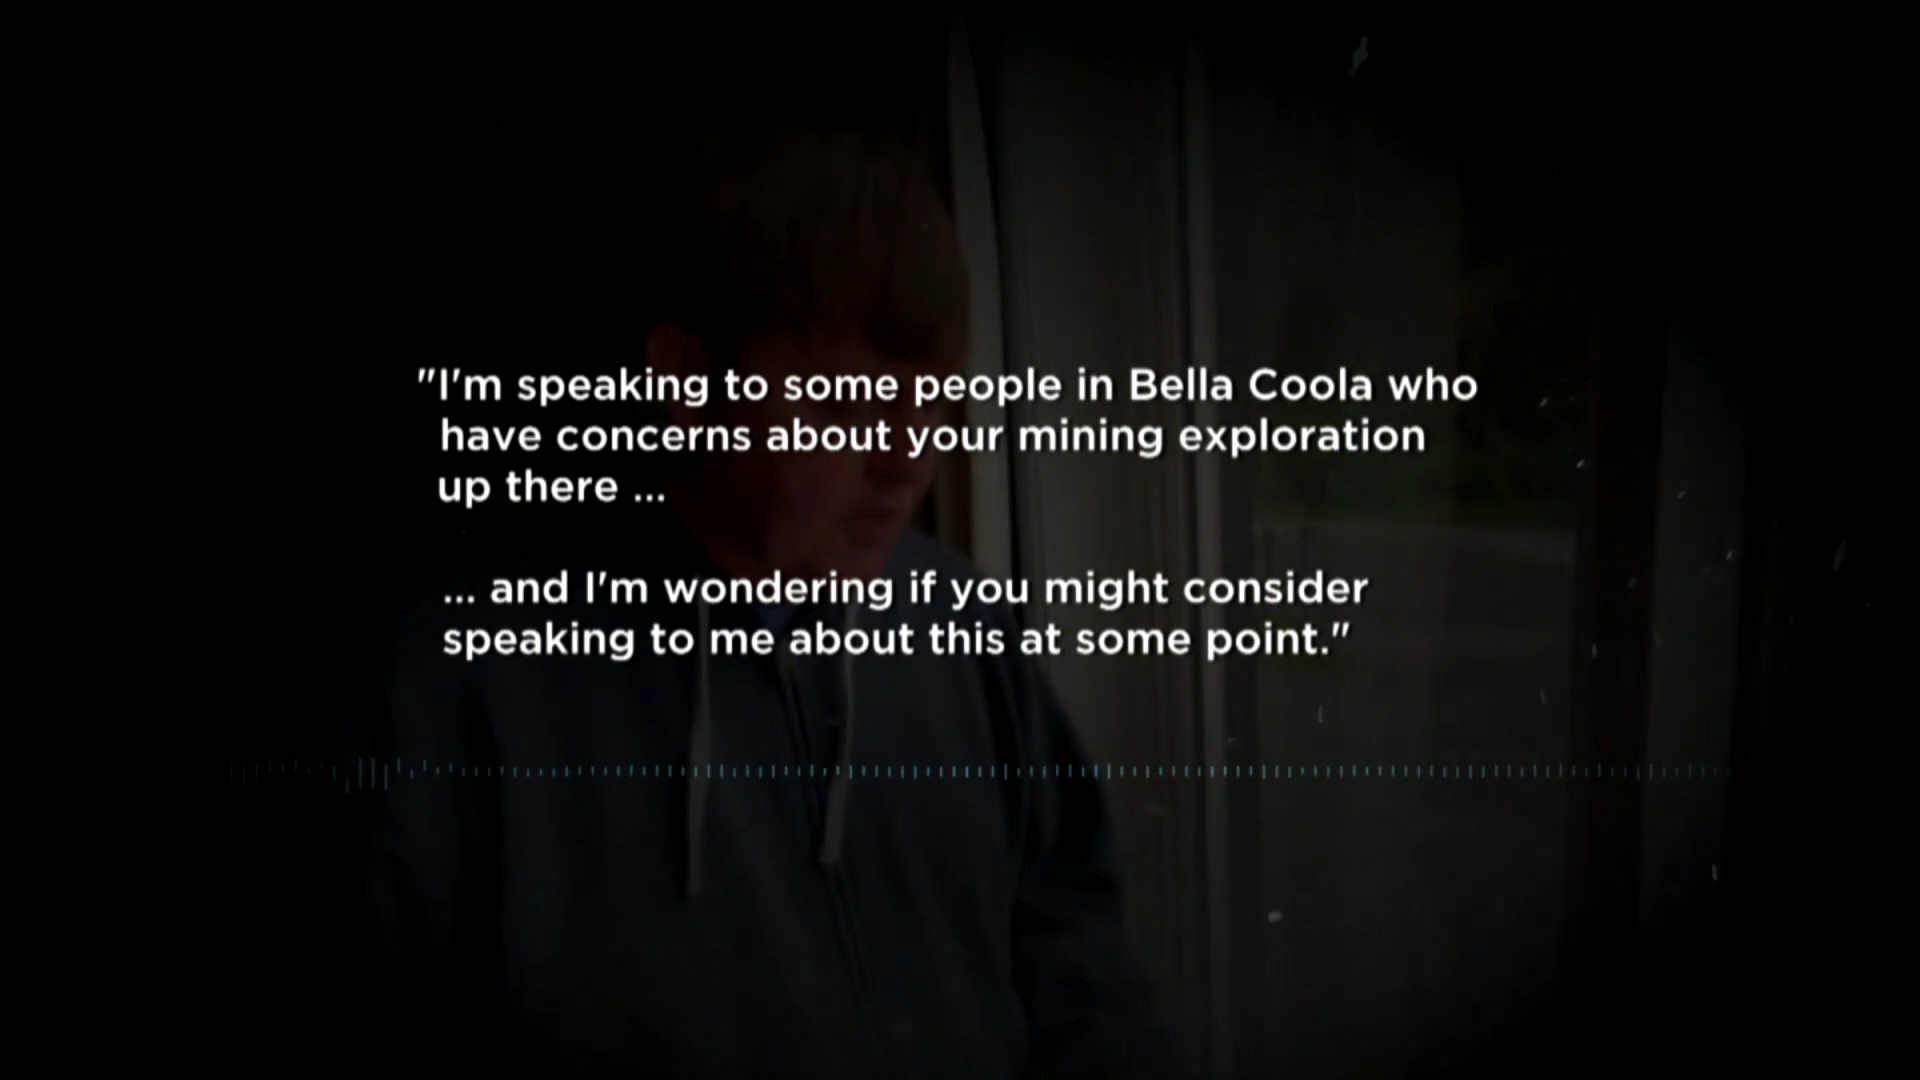 "I'm speaking to some people in Bella Coola who
have concerns about your mining exploration
up there ...
... and I'm wondering if you might consider
speaking to me about this at some point."